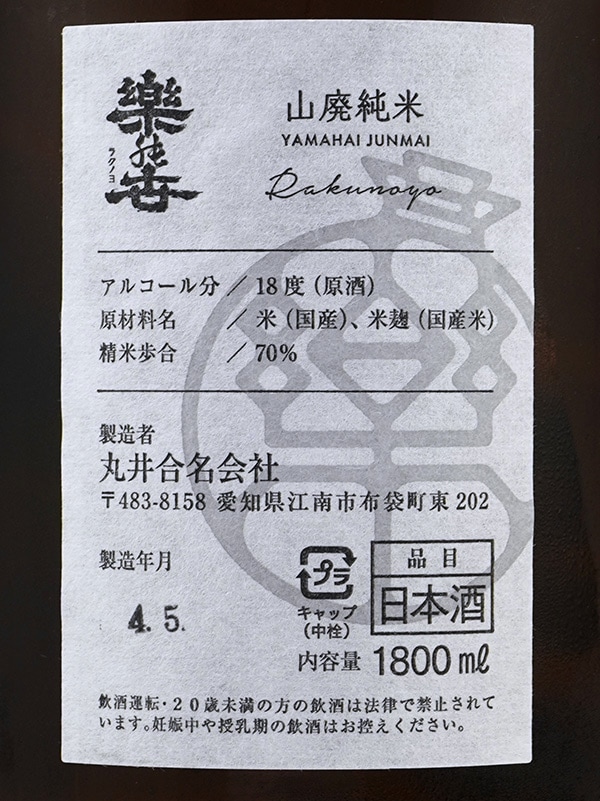 樂の世
ラクノヨ
山廃純米
YAMAHAI JUNMAI
Rakunoyo
アルコール分 ／ 18度（原酒）
原材料名 ／ 米（国産）、米麹（国産米）
精米歩合 ／ 70%
製造者
丸井合名会社
〒483-8158 愛知県江南市布袋町東202
製造年月
4. 5.
プラ
キャップ
（中栓）
品目
日本酒
内容量 1800㎖
飲酒運転・20歳未満の方の飲酒は法律で禁止されて
います。妊娠中や授乳期の飲酒はお控えください。